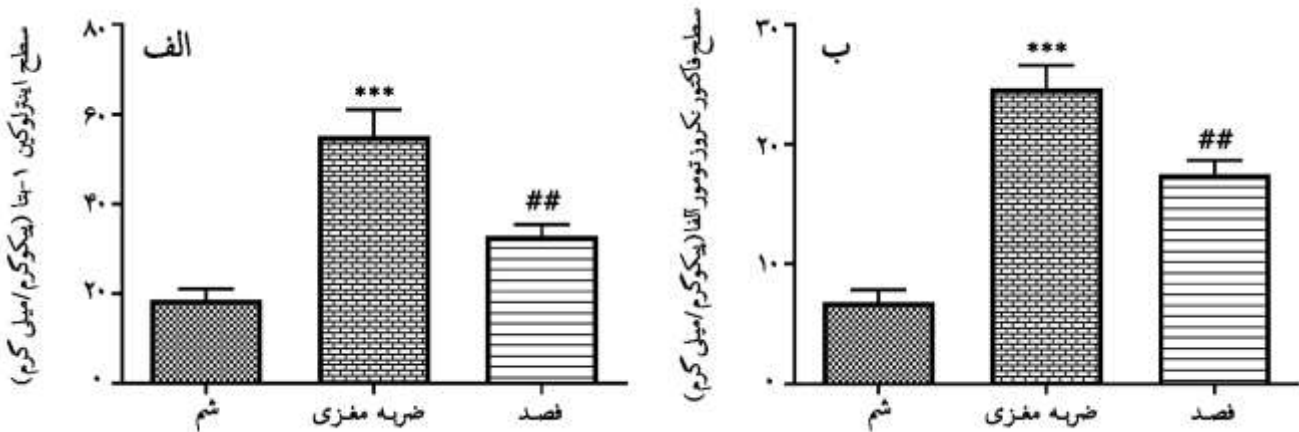 الف
سطح اینترلوکین ۱-بتا (پیکوگرم/میلی گرم)
۸۰
۶۰
۴۰
۲۰
۰
***
##
شم
ضربه مغزی
فصد
ب
سطح فاکتور نکروز تومور آلفا (پیکوگرم/میلی گرم)
۳۰
۲۰
۱۰
۰
***
##
شم
ضربه مغزی
فصد